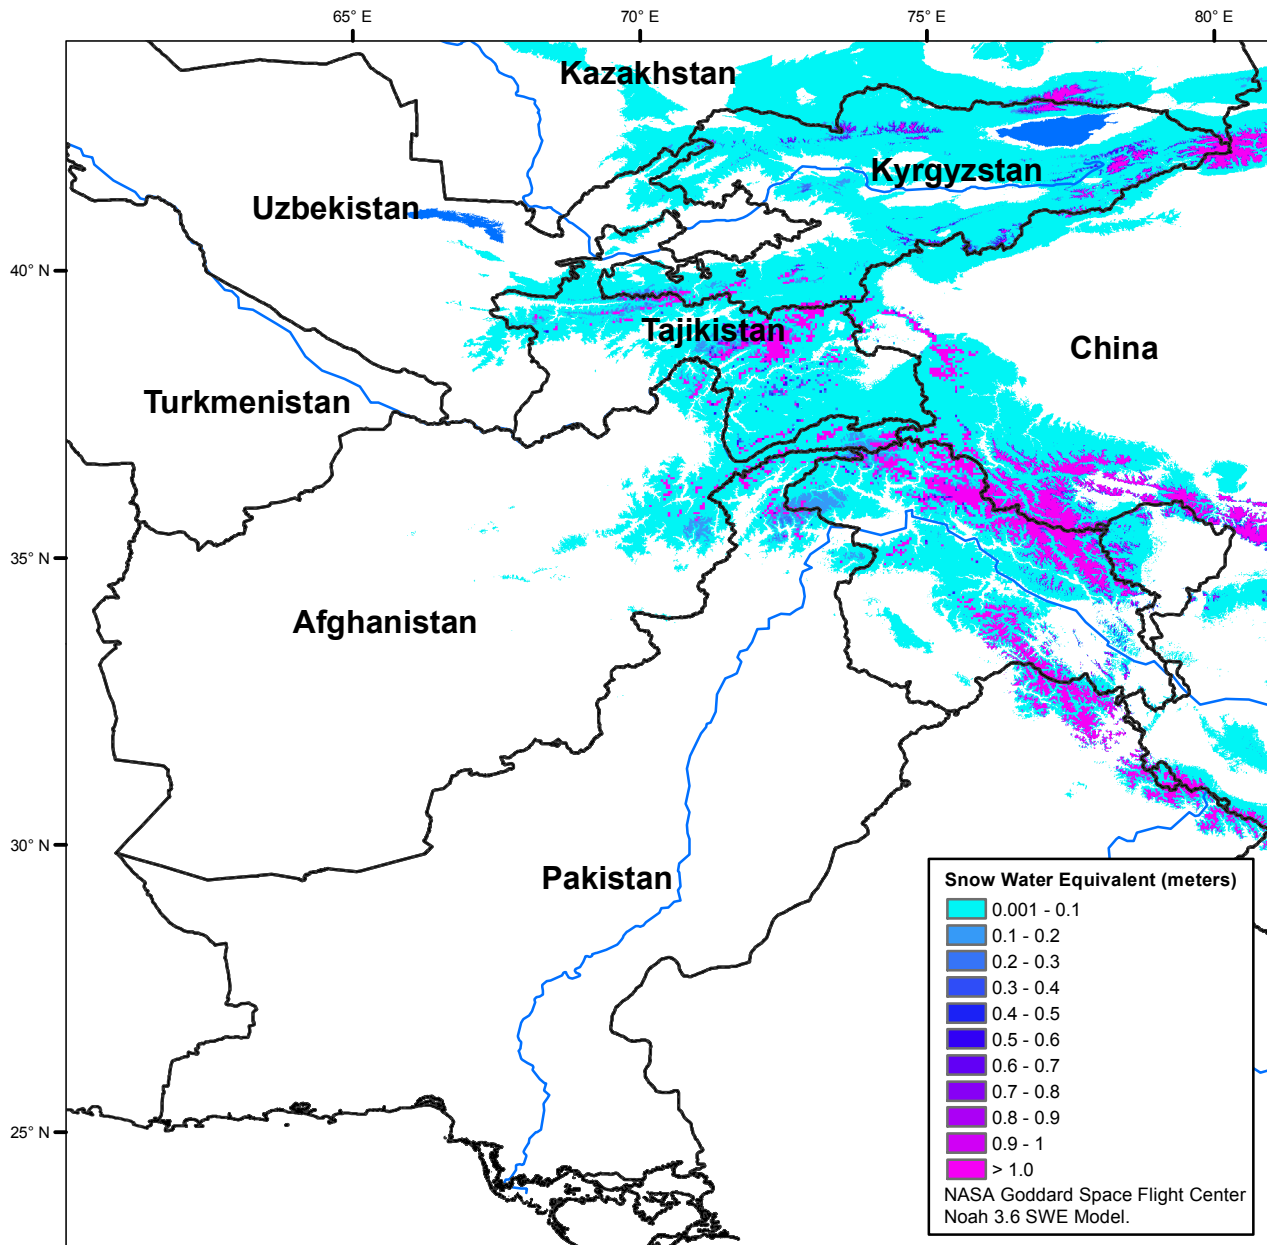 65° E
70° E
75° E
80° E
Kazakhstan
Kyrgyzstan
Uzbekistan
40° N
Tajikistan
China
Turkmenistan
35° N
Afghanistan
30° N
Pakistan
25° N
Snow Water Equivalent (meters)
0.001 - 0.1
0.1 - 0.2
0.2 - 0.3
0.3 - 0.4
0.4 - 0.5
0.5 - 0.6
0.6 - 0.7
0.7 - 0.8
0.8 - 0.9
0.9 - 1
> 1.0
NASA Goddard Space Flight Center
Noah 3.6 SWE Model.